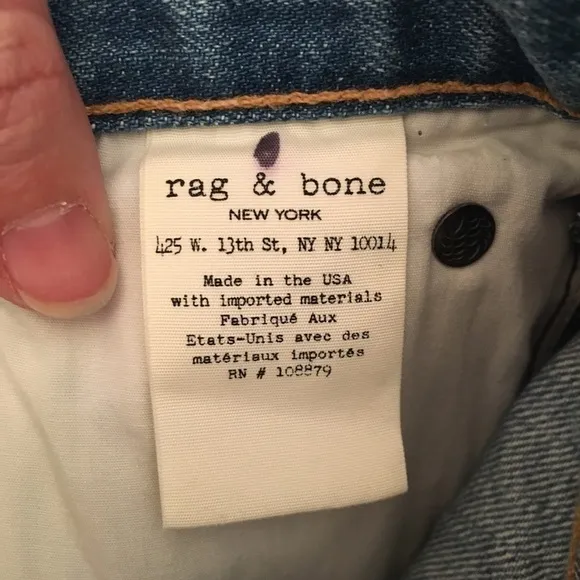 rag & bone
NEW YORK
425 W. 13th St, NY NY 10014
Made in the USA
with imported materials
Fabriqué Aux
Etats-Unis avec des
matériaux importés
RN # 108879